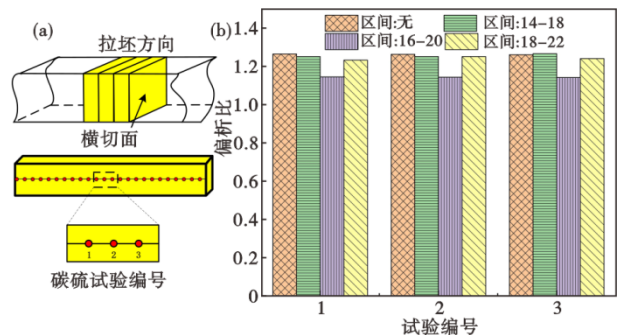 (a)
拉坯方向
横切面
1 2 3
碳硫试验编号
(b)
区间:无
区间:14-18
区间:16-20
区间:18-22
偏析比
1.4
1.2
1.0
0.8
0.6
0.4
0.2
0
1 2 3
试验编号